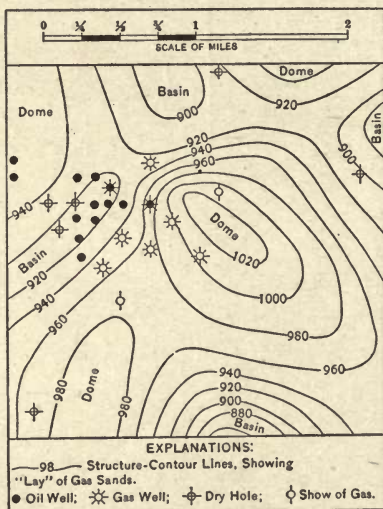 0 ¼ ½ ¾ 1 2
SCALE OF MILES
Dome
Basin
900
Dome
920
Basin
900
920
940
960
940
Basin
920
940
960
Dome
1020
1000
980
960
980
Dome
980
940
920
900
880
Basin
EXPLANATIONS:
—98— Structure-Contour Lines, Showing
"Lay" of Gas Sands.
Oil Well; Gas Well; Dry Hole; Show of Gas.